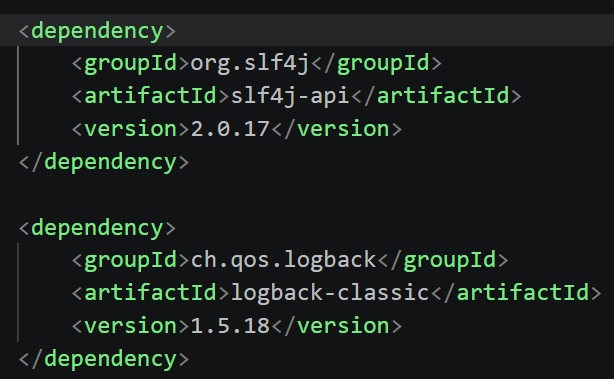 <dependency>
    <groupId>org.slf4j</groupId>
    <artifactId>slf4j-api</artifactId>
    <version>2.0.17</version>
</dependency>

<dependency>
    <groupId>ch.qos.logback</groupId>
    <artifactId>logback-classic</artifactId>
    <version>1.5.18</version>
</dependency>